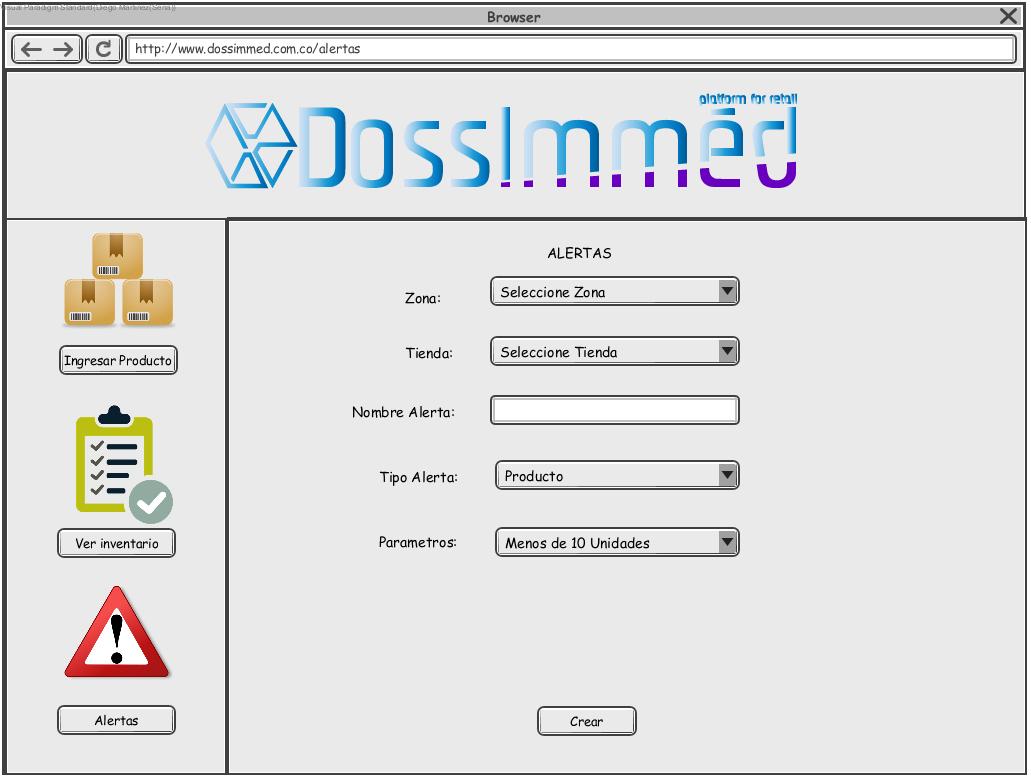 Visual Paradigm Standard(Diego Martinez(Sena))
Browser
http://www.dossimmed.com.co/alertas
platform for retail
DossImmēd
ALERTAS
Zona: Seleccione Zona
Tienda: Seleccione Tienda
Nombre Alerta:
Tipo Alerta: Producto
Parametros: Menos de 10 Unidades
Crear
Ingresar Producto
Ver inventario
Alertas